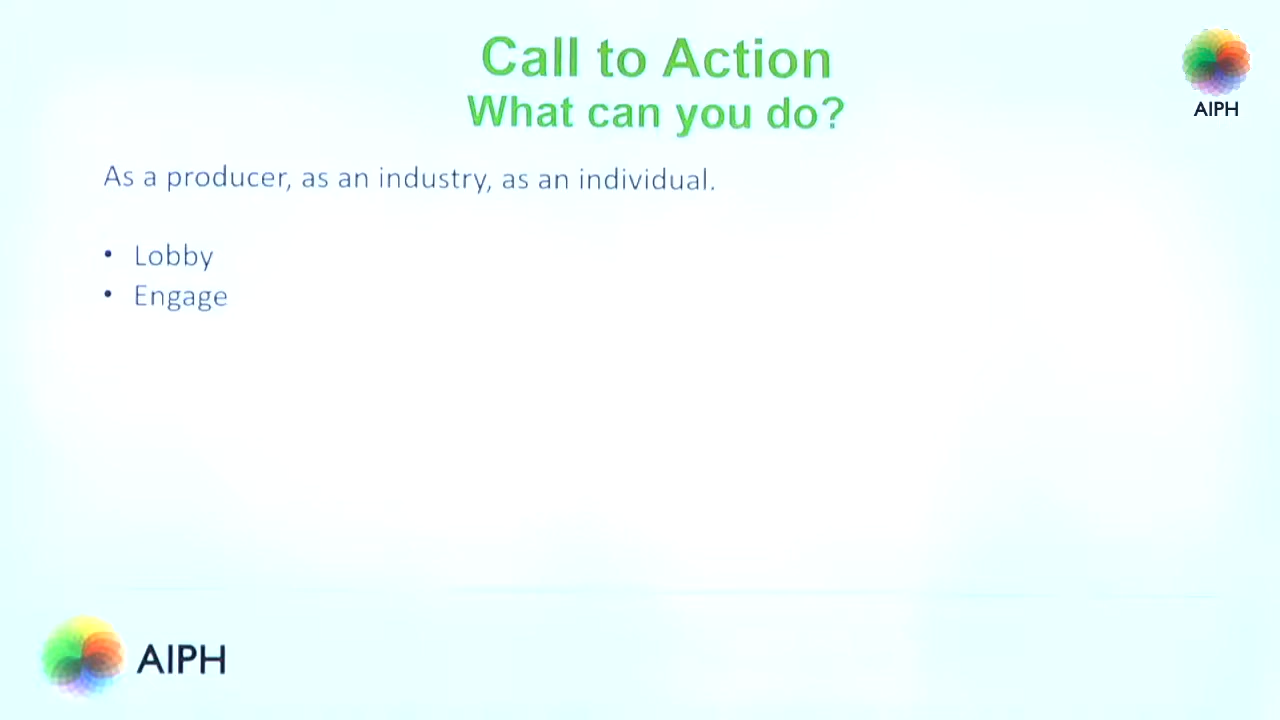 Call to Action
What can you do?
AIPH
As a producer, as an industry, as an individual.
• Lobby
• Engage
AIPH